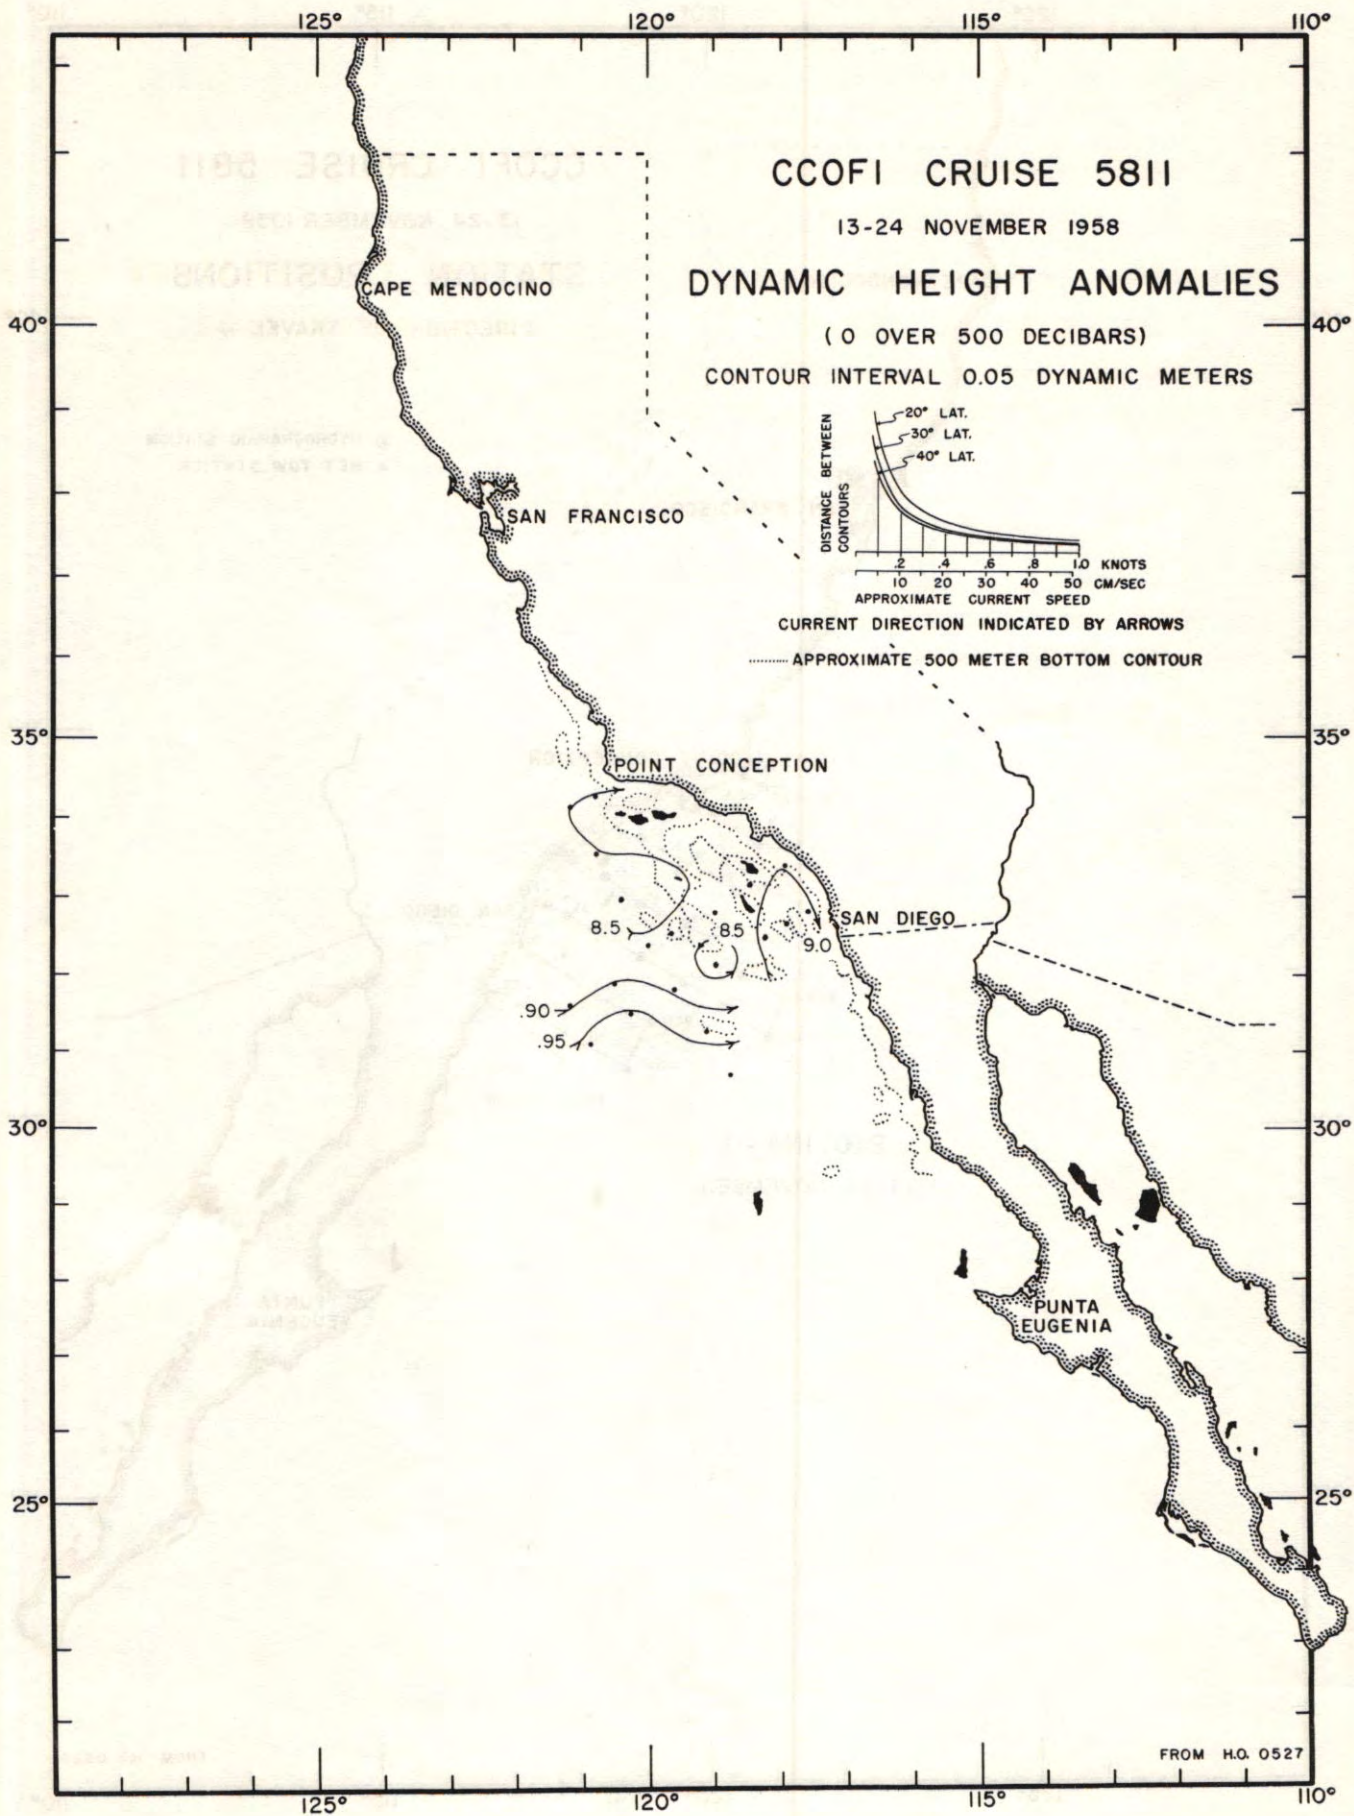 125° 120° 115° 110°
CCOFI CRUISE 5811
13-24 NOVEMBER 1958
DYNAMIC HEIGHT ANOMALIES
(0 OVER 500 DECIBARS)
CONTOUR INTERVAL 0.05 DYNAMIC METERS
DISTANCE BETWEEN
CONTOURS
20° LAT.
30° LAT.
40° LAT.
.2 .4 .6 .8 1.0 KNOTS
10 20 30 40 50 CM/SEC
APPROXIMATE CURRENT SPEED
CURRENT DIRECTION INDICATED BY ARROWS
APPROXIMATE 500 METER BOTTOM CONTOUR
CAPE MENDOCINO
40° 40°
SAN FRANCISCO
35° 35°
POINT CONCEPTION
SAN DIEGO
8.5 8.5 9.0
.90
.95
30° 30°
PUNTA
EUGENIA
25° 25°
FROM H.O. 0527
125° 120° 115° 110°